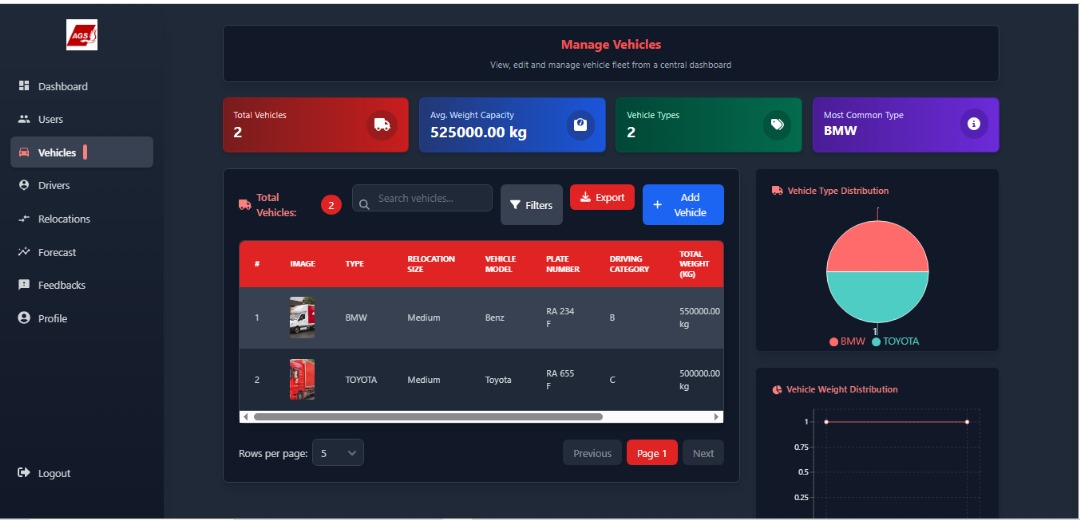 AGS
Dashboard
Users
Vehicles
Drivers
Relocations
Forecast
Feedbacks
Profile
Logout
Manage Vehicles
View, edit and manage vehicle fleet from a central dashboard
Total Vehicles
2
Avg. Weight Capacity
525000.00 kg
Vehicle Types
2
Most Common Type
BMW
Total
Vehicles:
2
Search vehicles...
Filters
Export
Add
Vehicle
# IMAGE TYPE RELOCATION SIZE VEHICLE MODEL PLATE NUMBER DRIVING CATEGORY TOTAL WEIGHT (KG)
1 BMW Medium Benz RA 234 F B 550000.00 kg
2 TOYOTA Medium Toyota RA 655 F C 500000.00 kg
Rows per page: 5
Previous
Page 1
Next
Vehicle Type Distribution
1
BMW TOYOTA
Vehicle Weight Distribution
1
0.75
0.5
0.25